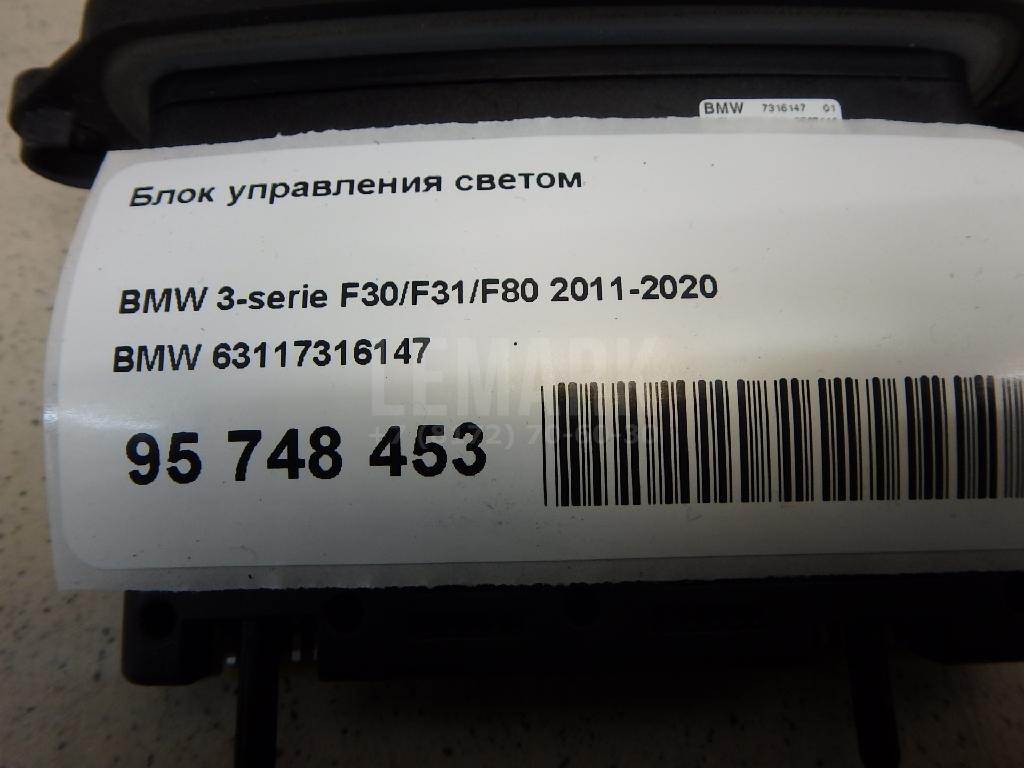 BMW 7316147 01
Блок управления светом
BMW 3-serie F30/F31/F80 2011-2020
BMW 63117316147
LEMARK
95 748 453